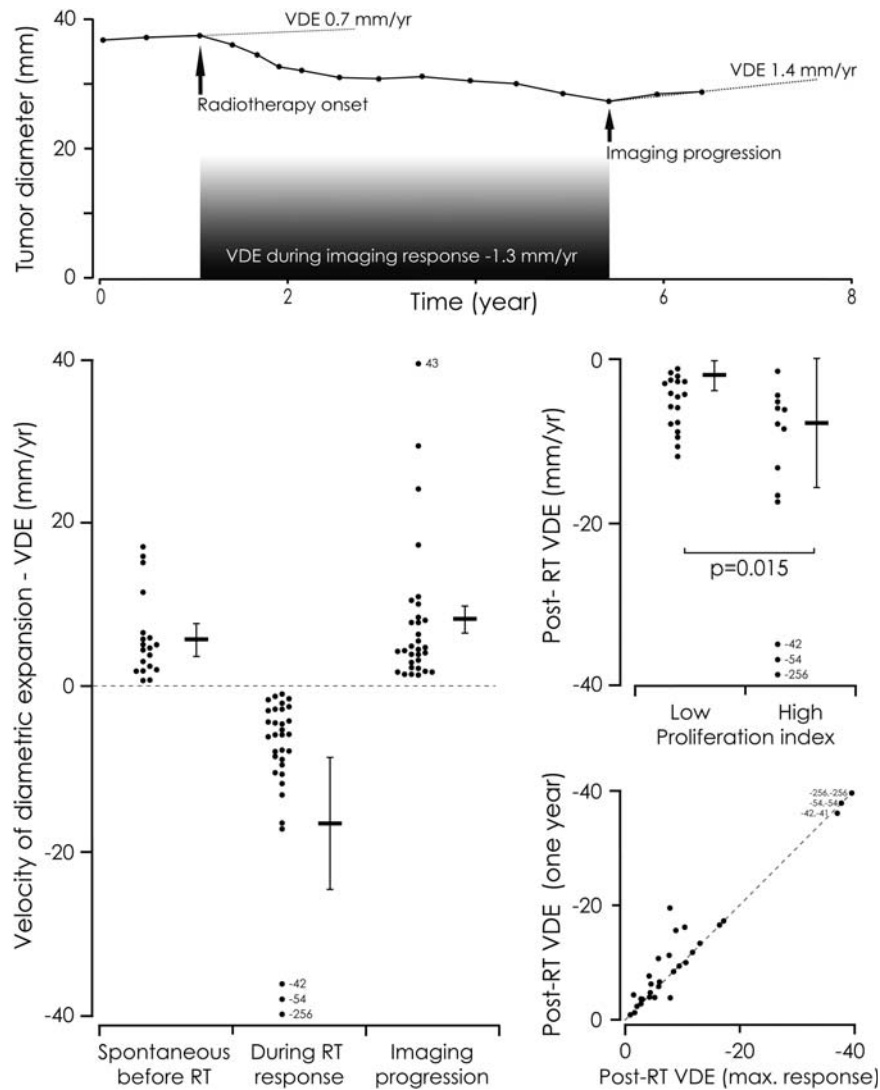 40
20
0
Tumor diameter (mm)
VDE 0.7 mm/yr
Radiotherapy onset
VDE 1.4 mm/yr
Imaging progression
VDE during imaging response -1.3 mm/yr
0
2
6
8
Time (year)
40
20
0
-20
-40
Velocity of diametric expansion - VDE (mm/yr)
43
-42
-54
-256
Spontaneous
before RT
During RT
response
Imaging
progression
0
-20
-40
Post- RT VDE (mm/yr)
p=0.015
-42
-54
-256
Low
High
Proliferation index
-40
-20
0
Post-RT VDE (one year)
-256,-256
-54,-54
-42,-41
0
-20
-40
Post-RT VDE (max. response)